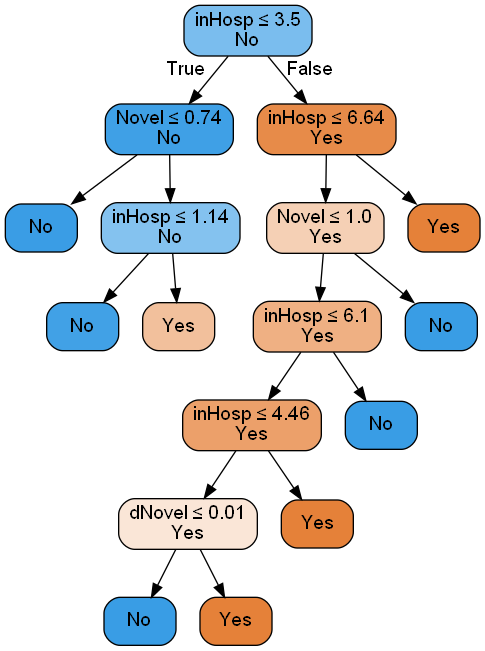 inHosp ≤ 3.5
No
True
False
Novel ≤ 0.74
No
inHosp ≤ 6.64
Yes
No
inHosp ≤ 1.14
No
Novel ≤ 1.0
Yes
Yes
No
Yes
inHosp ≤ 6.1
Yes
No
inHosp ≤ 4.46
Yes
No
dNovel ≤ 0.01
Yes
Yes
No
Yes